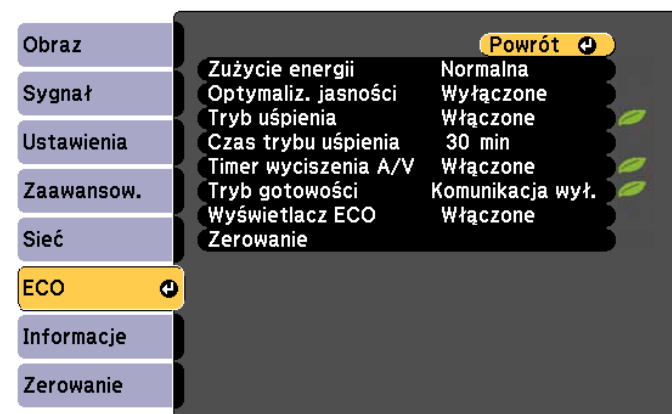 Obraz
Sygnał
Ustawienia
Zaawansow.
Sieć
ECO
Informacje
Zerowanie
Powrót
Zużycie energii Normalna
Optymaliz. jasności Wyłączone
Tryb uśpienia Włączone
Czas trybu uśpienia 30 min
Timer wyciszenia A/V Włączone
Tryb gotowości Komunikacja wył.
Wyświetlacz ECO Włączone
Zerowanie